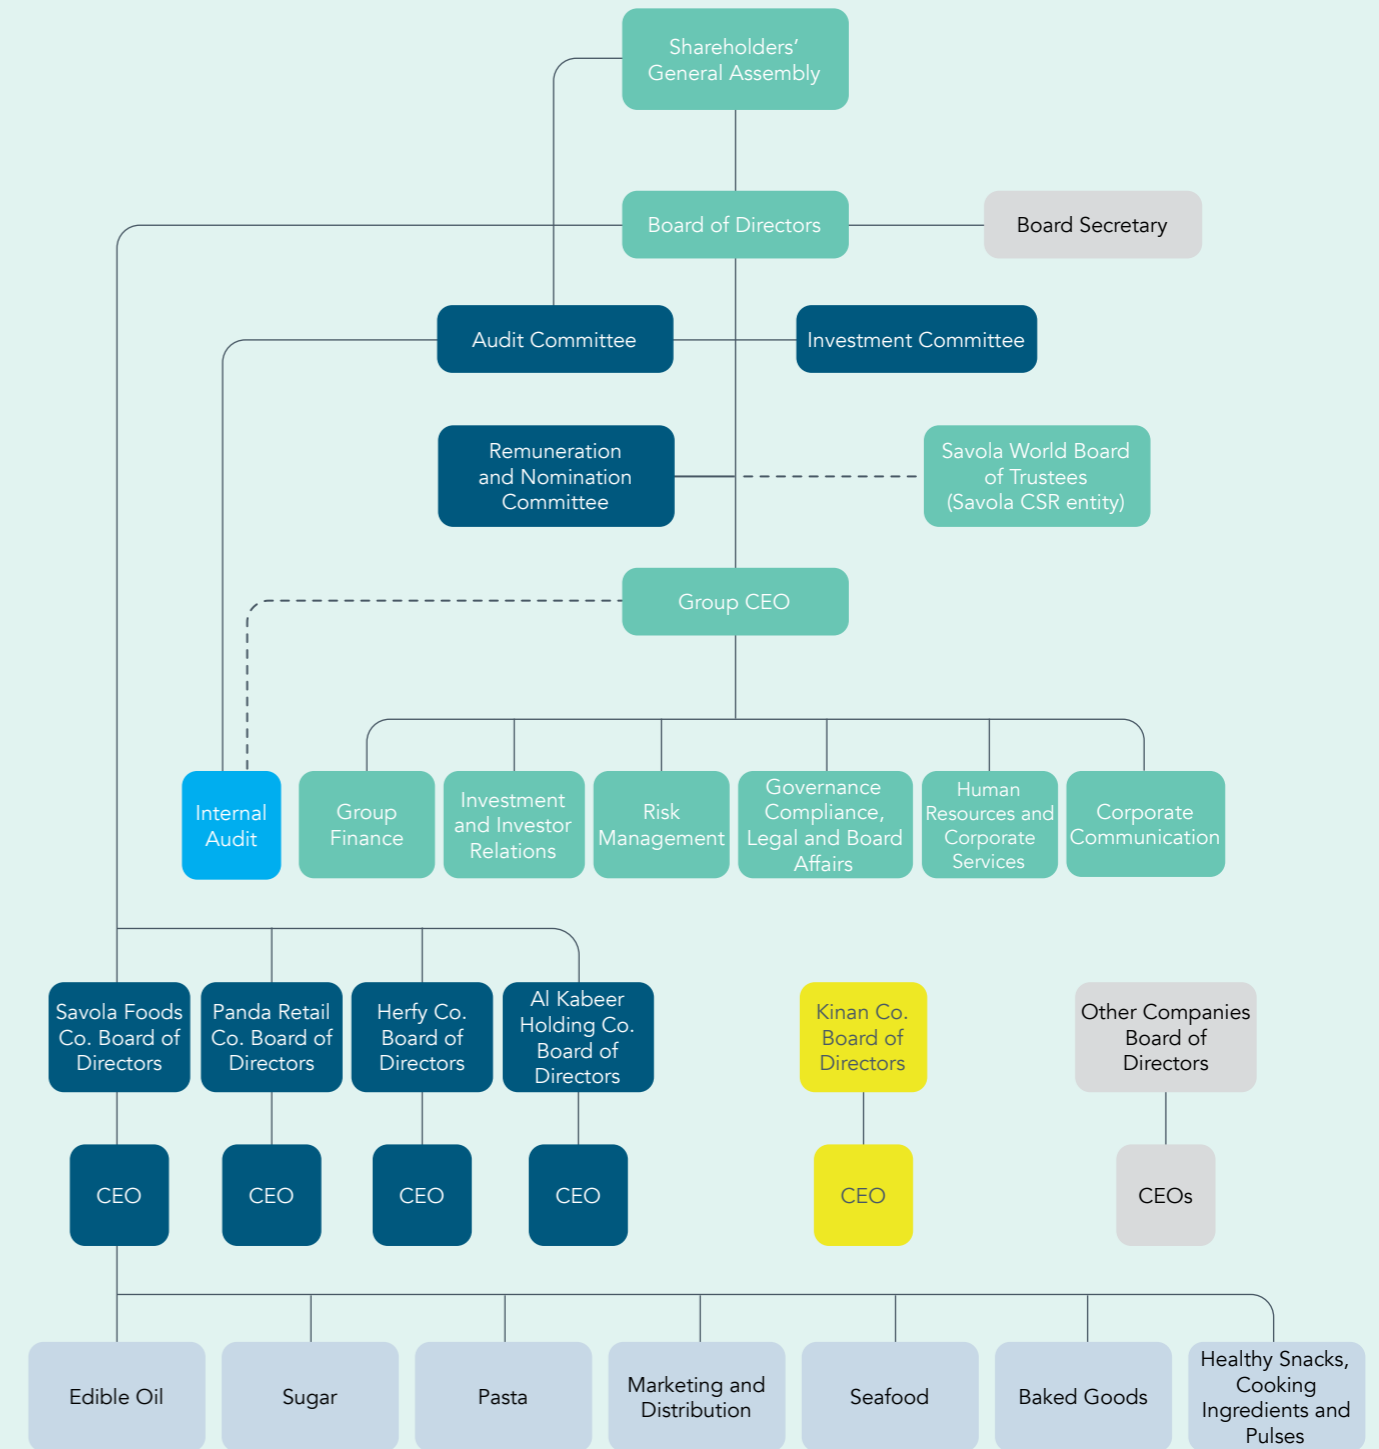 Shareholders’
General Assembly
Board of Directors
Board Secretary
Audit Committee
Investment Committee
Remuneration
and Nomination
Committee
Savola World Board
of Trustees
(Savola CSR entity)
Group CEO
Internal
Audit
Group
Finance
Investment
and Investor
Relations
Risk
Management
Governance
Compliance,
Legal and Board
Affairs
Human
Resources and
Corporate
Services
Corporate
Communication
Savola Foods
Co. Board of
Directors
Panda Retail
Co. Board of
Directors
Herfy Co.
Board of
Directors
Al Kabeer
Holding Co.
Board of
Directors
Kinan Co.
Board of
Directors
Other Companies
Board of
Directors
CEO
CEO
CEO
CEO
CEO
CEOs
Edible Oil
Sugar
Pasta
Marketing and
Distribution
Seafood
Baked Goods
Healthy Snacks,
Cooking
Ingredients and
Pulses